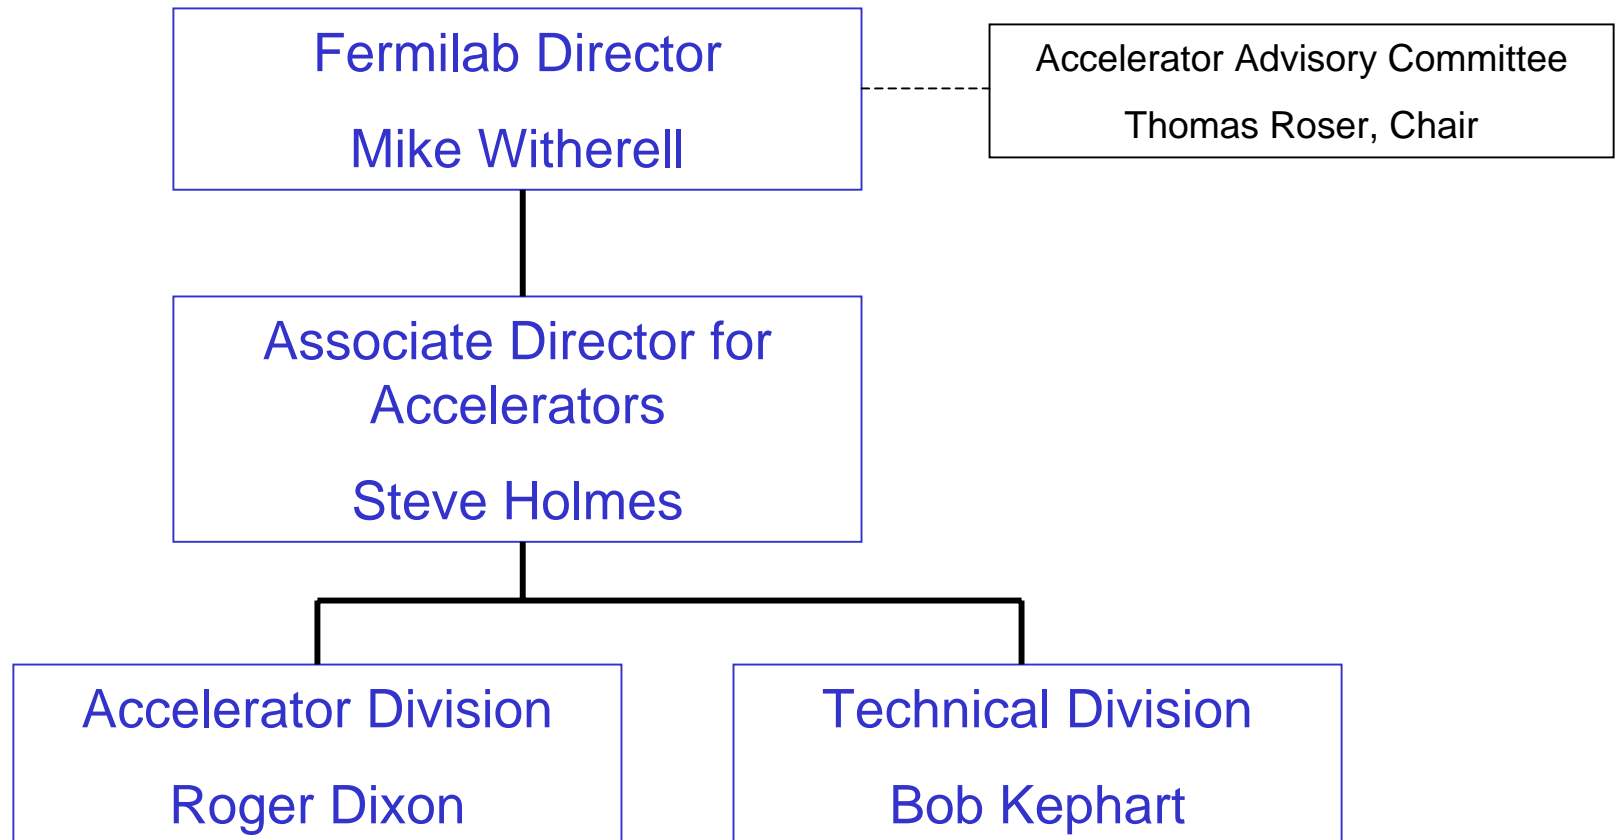 Fermilab Director
Mike Witherell
Accelerator Advisory Committee
Thomas Roser, Chair
Associate Director for
Accelerators
Steve Holmes
Accelerator Division
Roger Dixon
Technical Division
Bob Kephart